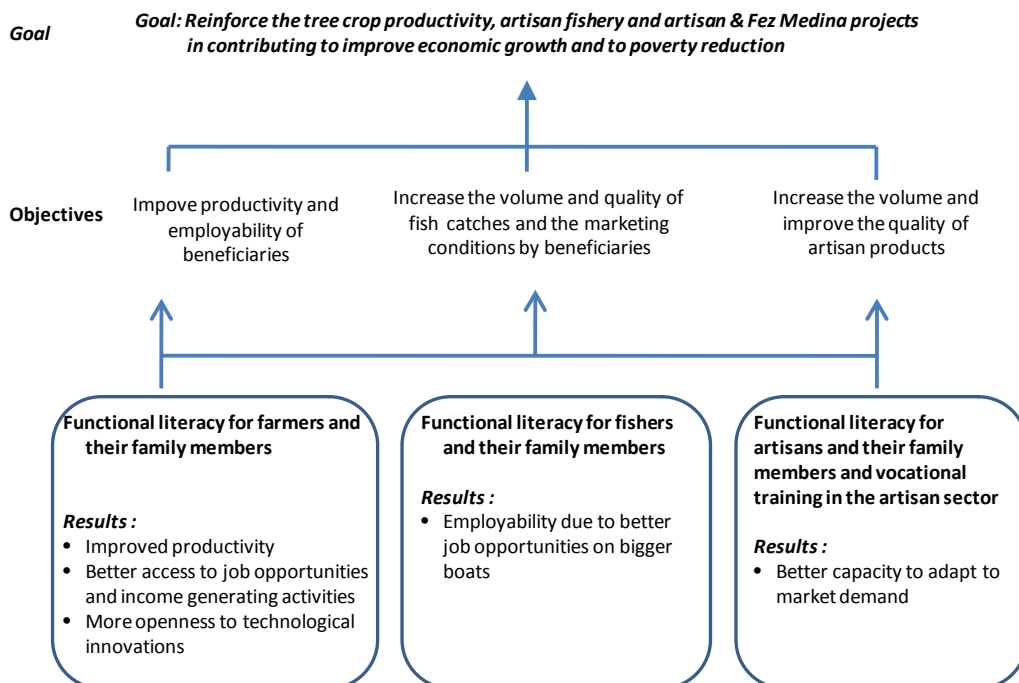 Goal
Goal: Reinforce the tree crop productivity, artisan fishery and artisan & Fez Medina projects
in contributing to improve economic growth and to poverty reduction
Objectives
Impove productivity and
employability of
beneficiaries
Increase the volume and quality of
fish catches and the marketing
conditions by beneficiaries
Increase the volume and
improve the quality of
artisan products
Functional literacy for farmers and
their family members
Results :
• Improved productivity
• Better access to job opportunities
and income generating activities
• More openness to technological
innovations
Functional literacy for fishers
and their family members
Results :
• Employability due to better
job opportunities on bigger
boats
Functional literacy for
artisans and their family
members and vocational
training in the artisan sector
Results :
• Better capacity to adapt to
market demand